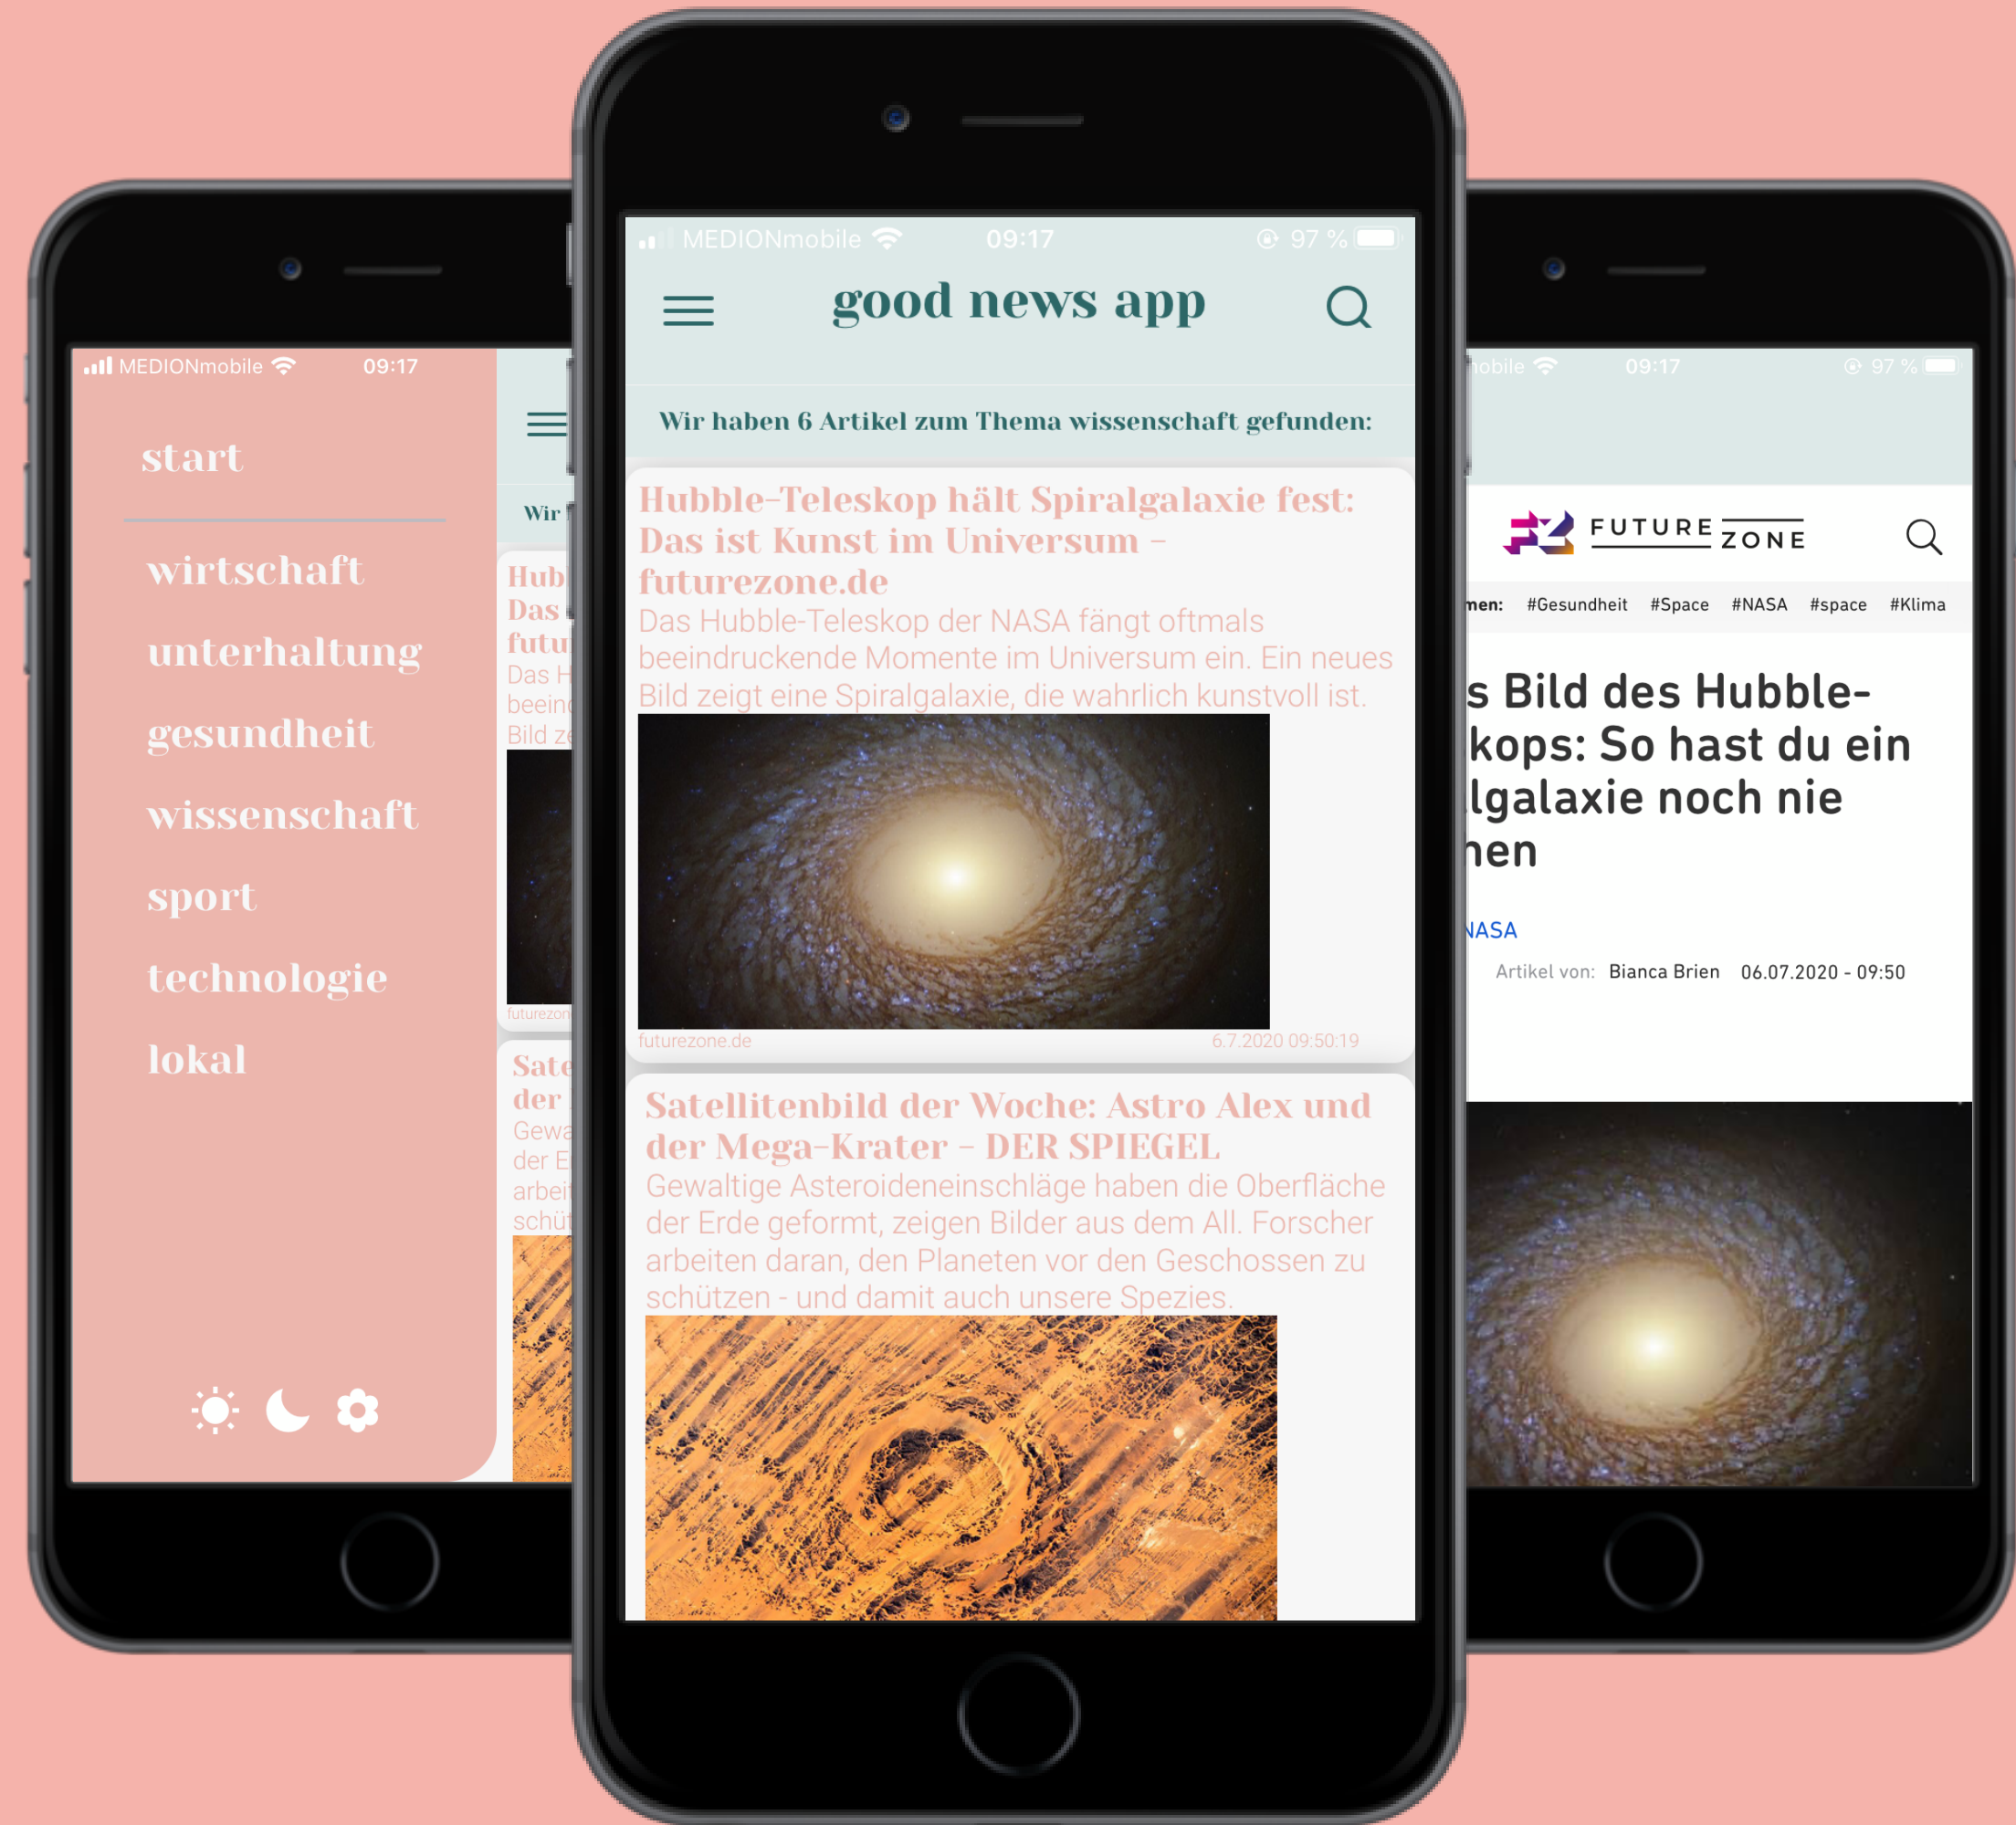 MEDIONmobile 09:17
start
wirtschaft
unterhaltung
gesundheit
wissenschaft
sport
technologie
lokal
Wir
Das
Das
der
der
MEDIONmobile 09:17 97 %
good news app
Wir haben 6 Artikel zum Thema wissenschaft gefunden:
Hubble-Teleskop hält Spiralgalaxie fest:
Das ist Kunst im Universum -
futurezone.de
Das Hubble-Teleskop der NASA fängt oftmals
beeindruckende Momente im Universum ein. Ein neues
Bild zeigt eine Spiralgalaxie, die wahrlich kunstvoll ist.
futurezone.de 6.7.2020 09:50:19
Satellitenbild der Woche: Astro Alex und
der Mega-Krater - DER SPIEGEL
Gewaltige Asteroideneinschläge haben die Oberfläche
der Erde geformt, zeigen Bilder aus dem All. Forscher
arbeiten daran, den Planeten vor den Geschossen zu
schützen - und damit auch unsere Spezies.
09:17 97 %
FUTURE ZONE
#Gesundheit #Space #NASA #space #Klima
Bild des Hubble-
kops: So hast du ein
lgalaxie noch nie
NASA
Artikel von: Bianca Brien 06.07.2020 - 09:50